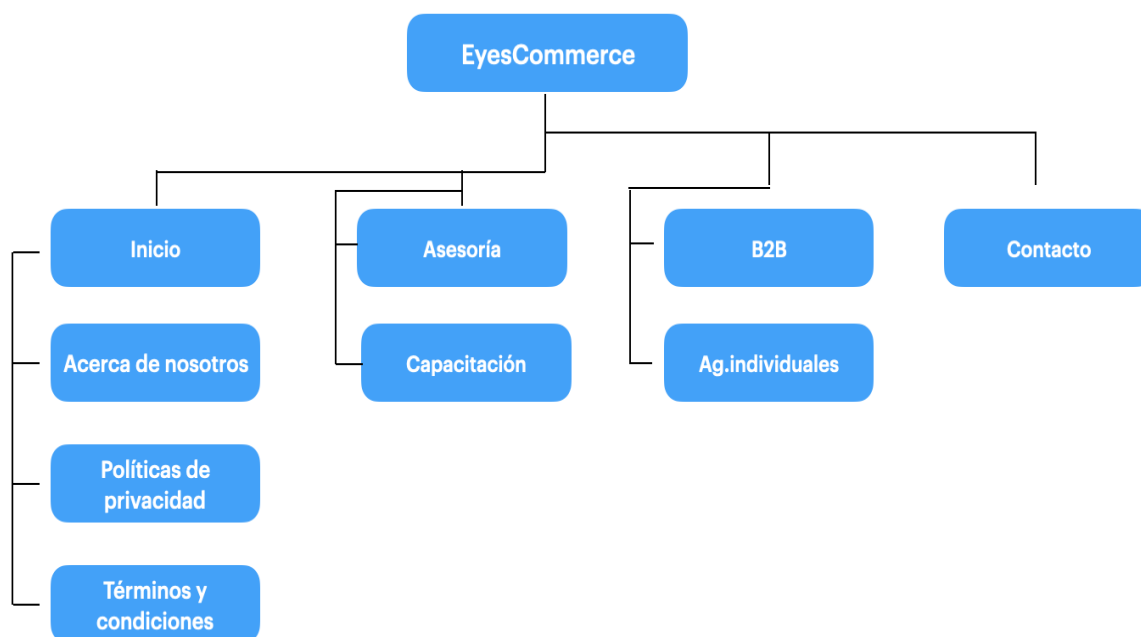 EyesCommerce
Inicio
Asesoría
B2B
Contacto
Acerca de nosotros
Capacitación
Ag.individuales
Políticas de
privacidad
Términos y
condiciones